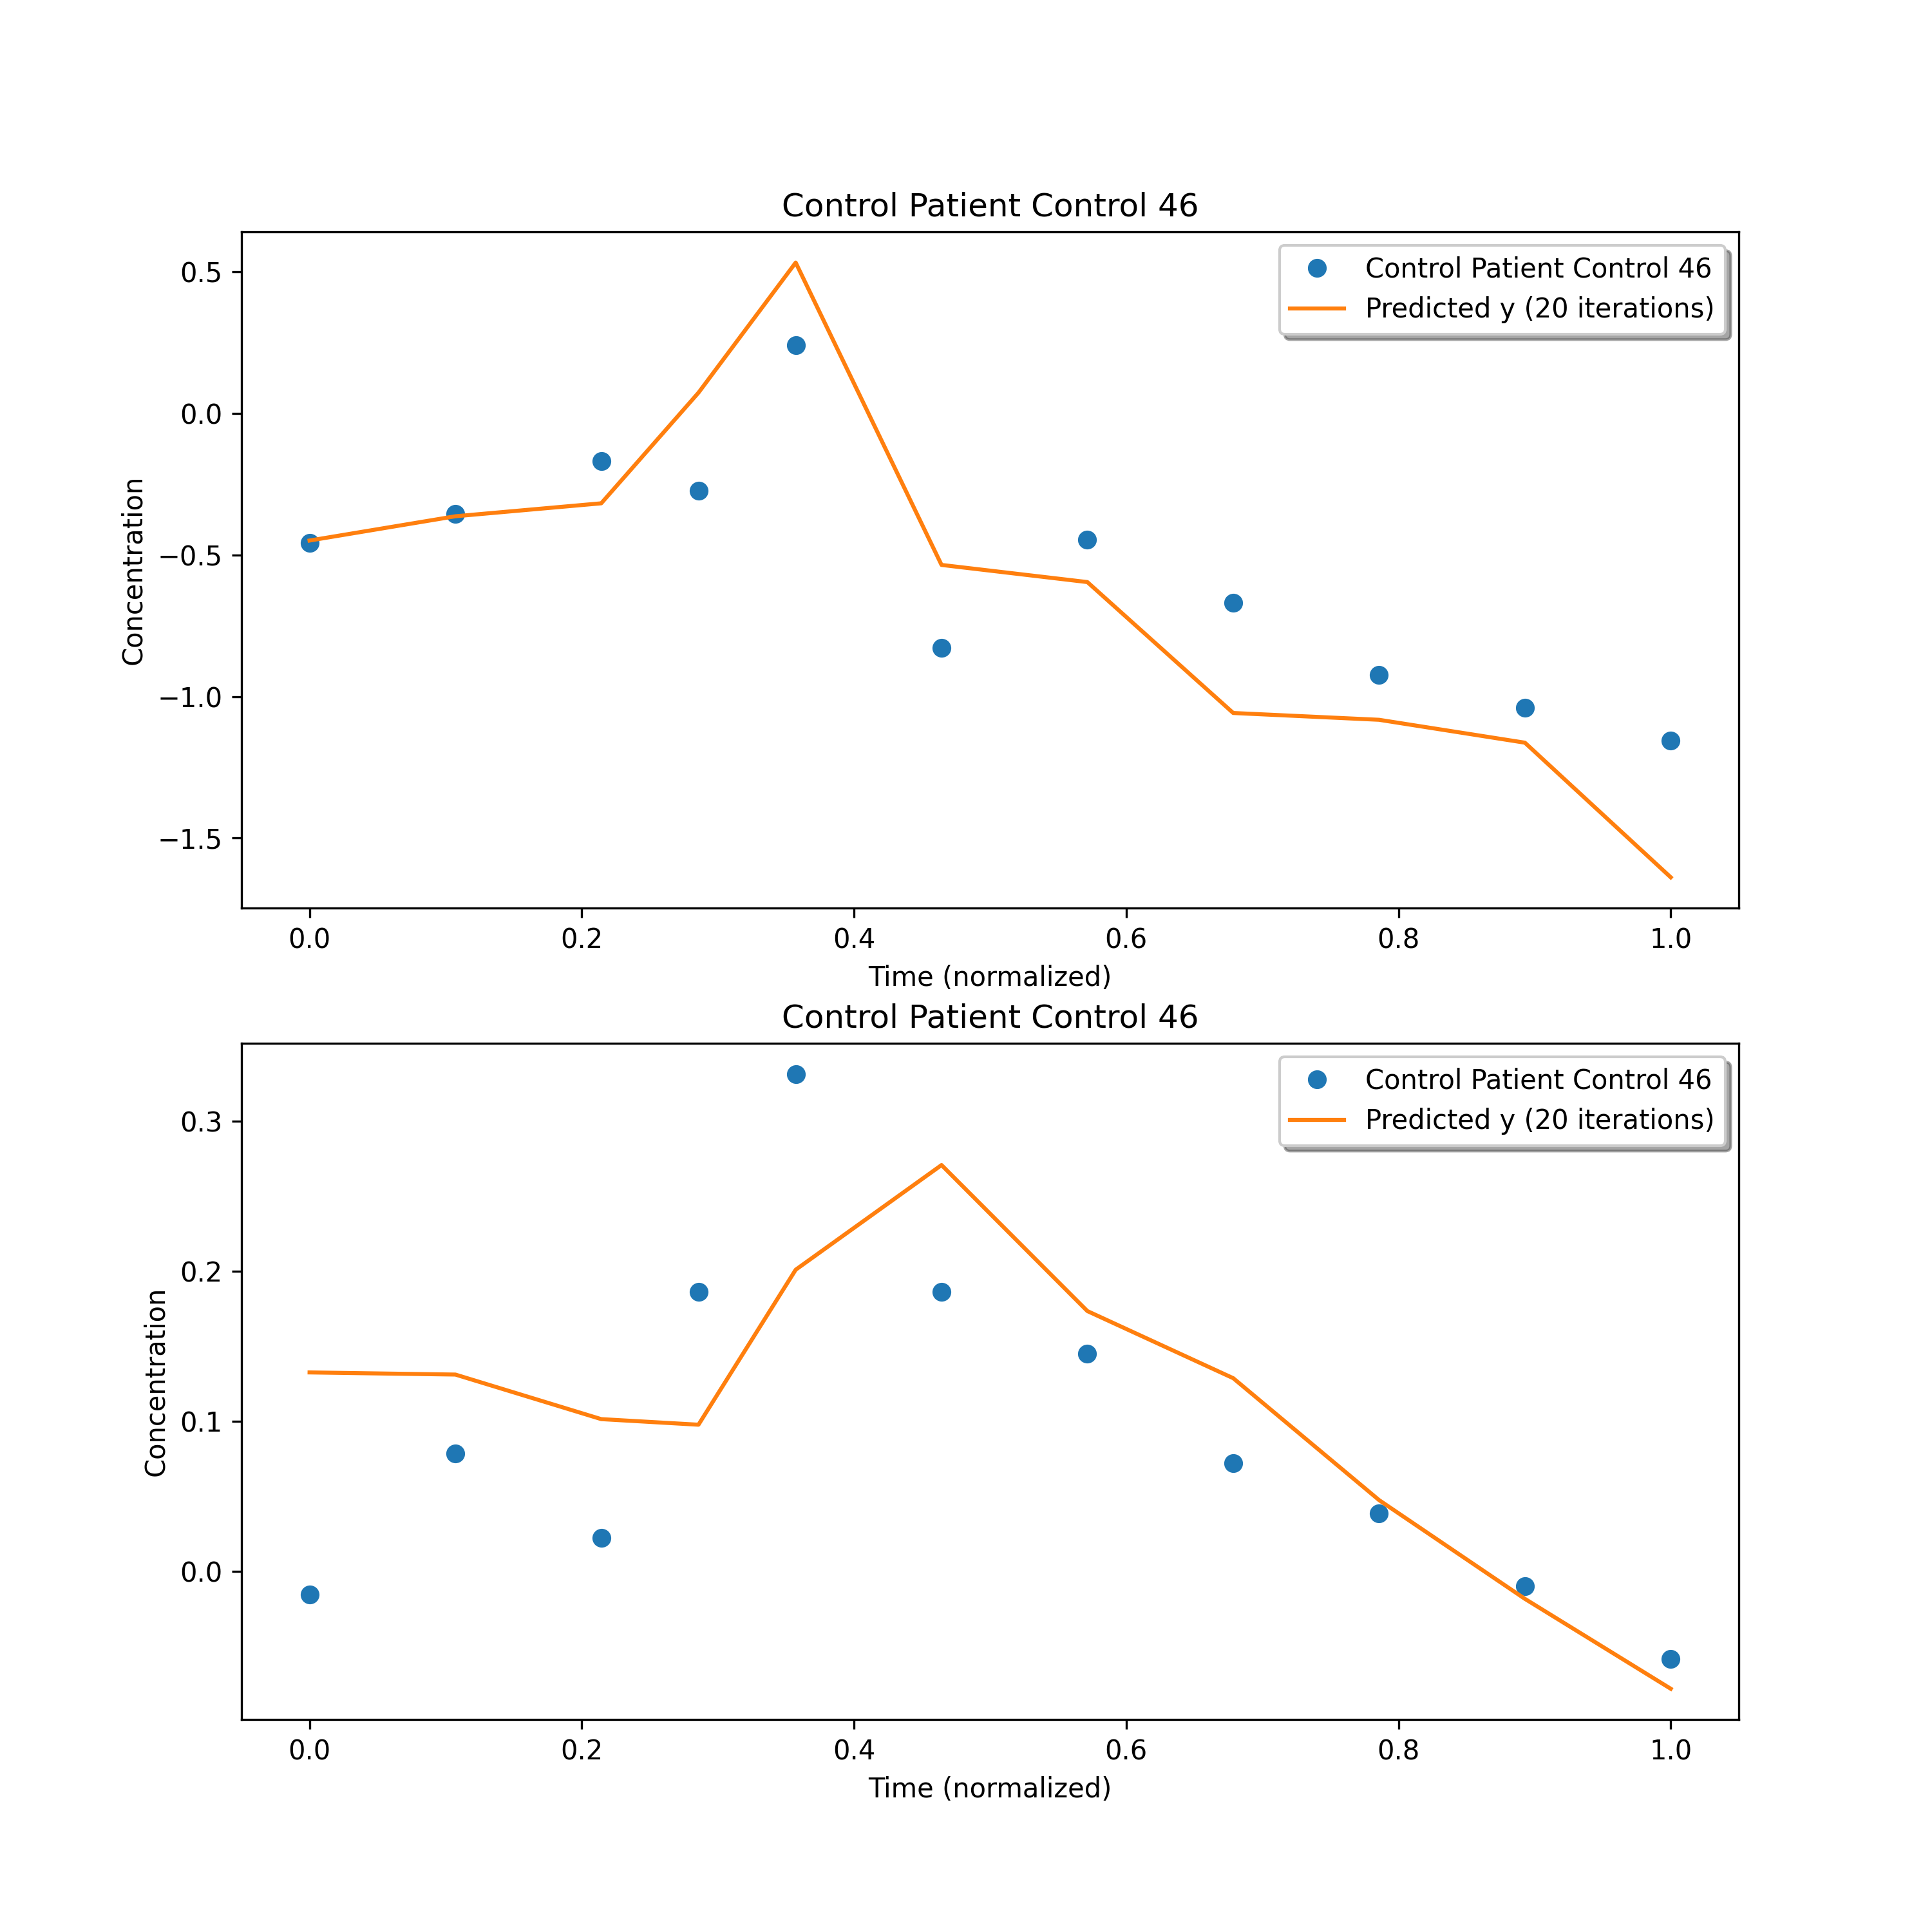 Control Patient Control 46
Control Patient Control 46
Predicted y (20 iterations)
0.5
0.0
−0.5
−1.0
−1.5
Concentration
0.0 0.2 0.4 0.6 0.8 1.0
Time (normalized)
Control Patient Control 46
Control Patient Control 46
Predicted y (20 iterations)
0.3
0.2
0.1
0.0
Concentration
0.0 0.2 0.4 0.6 0.8 1.0
Time (normalized)